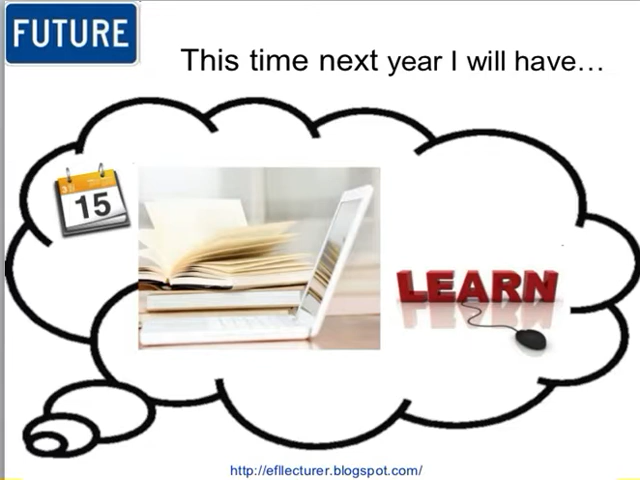 FUTURE
This time next year I will have…
15
LEARN
http://efllecturer.blogspot.com/